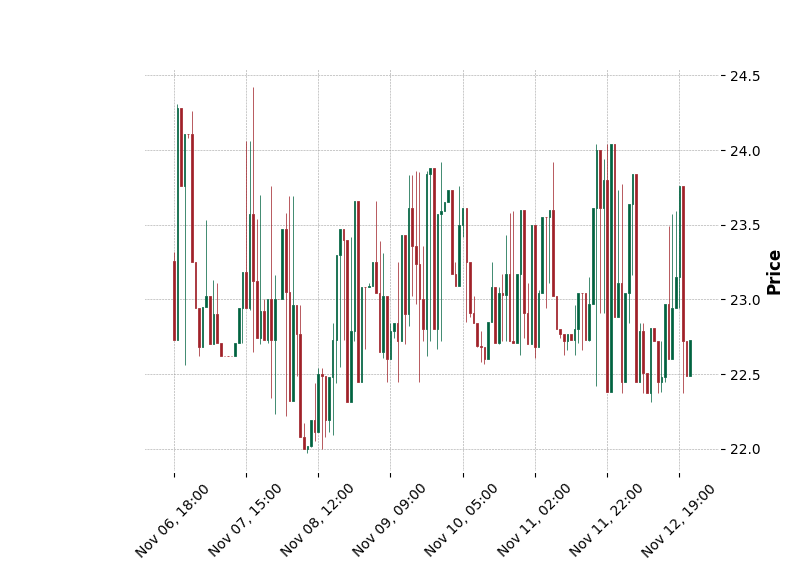 24.5
24.0
23.5
23.0
22.5
22.0
Price
Nov 06, 18:00
Nov 07, 15:00
Nov 08, 12:00
Nov 09, 09:00
Nov 10, 05:00
Nov 11, 02:00
Nov 11, 22:00
Nov 12, 19:00